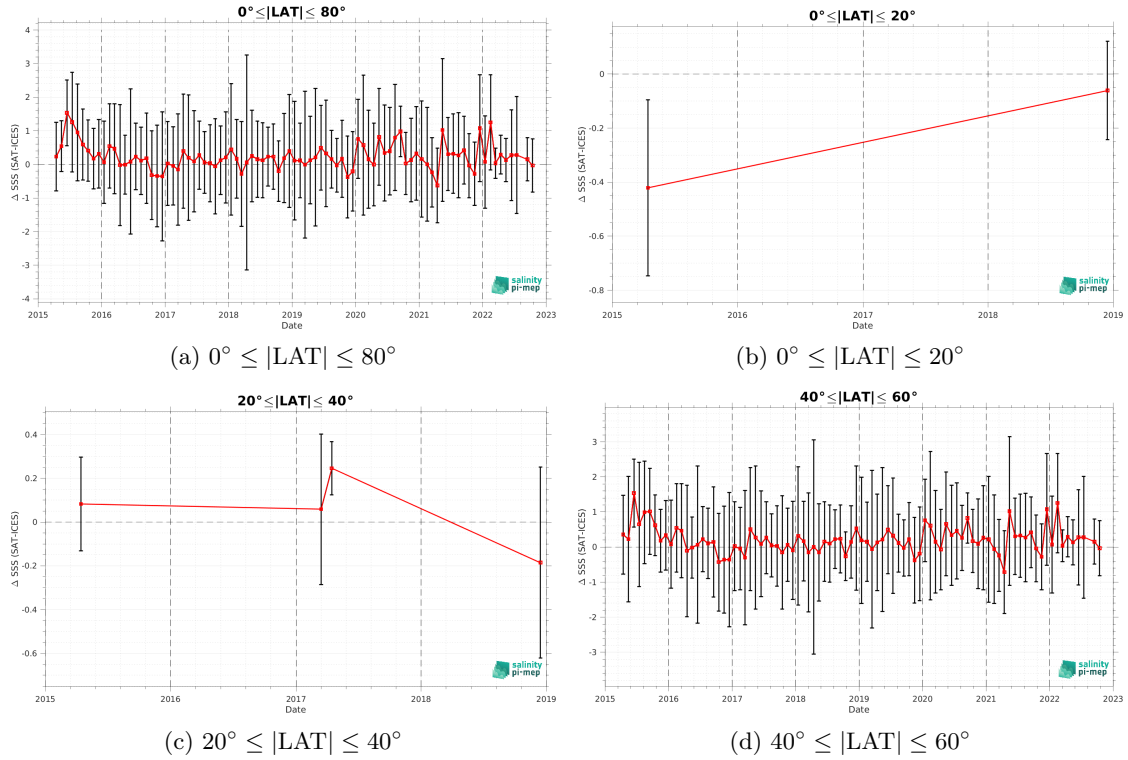 0°≤|LAT|≤ 80°
4
3
2
1
0
-1
-2
-3
-4
Δ SSS (SAT-ICES)
2015 2016 2017 2018 2019 2020 2021 2022 2023
Date
salinity
pi-mep
(a) 0° ≤ |LAT| ≤ 80°
0°≤|LAT|≤ 20°
0
-0.2
-0.4
-0.6
-0.8
Δ SSS (SAT-ICES)
2015 2016 2017 2018 2019
Date
salinity
pi-mep
(b) 0° ≤ |LAT| ≤ 20°
20°≤|LAT|≤ 40°
0.4
0.2
0
-0.2
-0.4
-0.6
Δ SSS (SAT-ICES)
2015 2016 2017 2018 2019
Date
salinity
pi-mep
(c) 20° ≤ |LAT| ≤ 40°
40°≤|LAT|≤ 60°
3
2
1
0
-1
-2
-3
Δ SSS (SAT-ICES)
2015 2016 2017 2018 2019 2020 2021 2022 2023
Date
salinity
pi-mep
(d) 40° ≤ |LAT| ≤ 60°